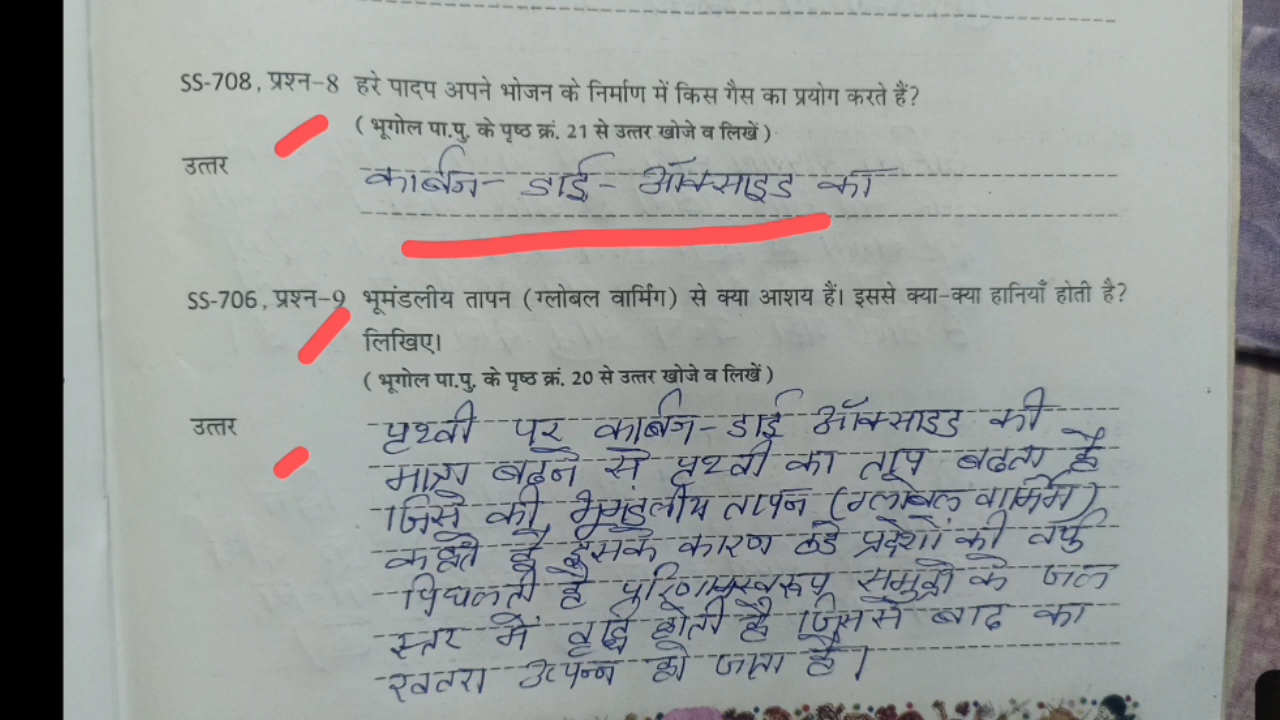 SS-708, प्रश्न-8 हरे पादप अपने भोजन के निर्माण में किस गैस का प्रयोग करते हैं?
( भूगोल पा.पु. के पृष्ठ क्रं. 21 से उत्तर खोजे व लिखें )
उत्तर कार्बन - डाई - ऑक्साइड का
SS-706, प्रश्न-9 भूमंडलीय तापन ( ग्लोबल वार्मिंग ) से क्या आशय हैं। इससे क्या-क्या हानियाँ होती है?
लिखिए।
( भूगोल पा.पु. के पृष्ठ क्रं. 20 से उत्तर खोजे व लिखें )
उत्तर पृथ्वी पर कार्बन - डाई ऑक्साइड की
मात्रा बढ़ने से पृथ्वी का ताप बढता है
जिसे की भूमंडलीय तापन (ग्लोबल वार्मिंग)
कहते है इसके कारण ठंडे प्रदेशों की बर्फ
पिघलती है परिणामस्वरूप समुद्रो के जल
स्तर में वृद्धि होती है जिससे बाढ का
खतरा उत्पन्न हो जाता है।